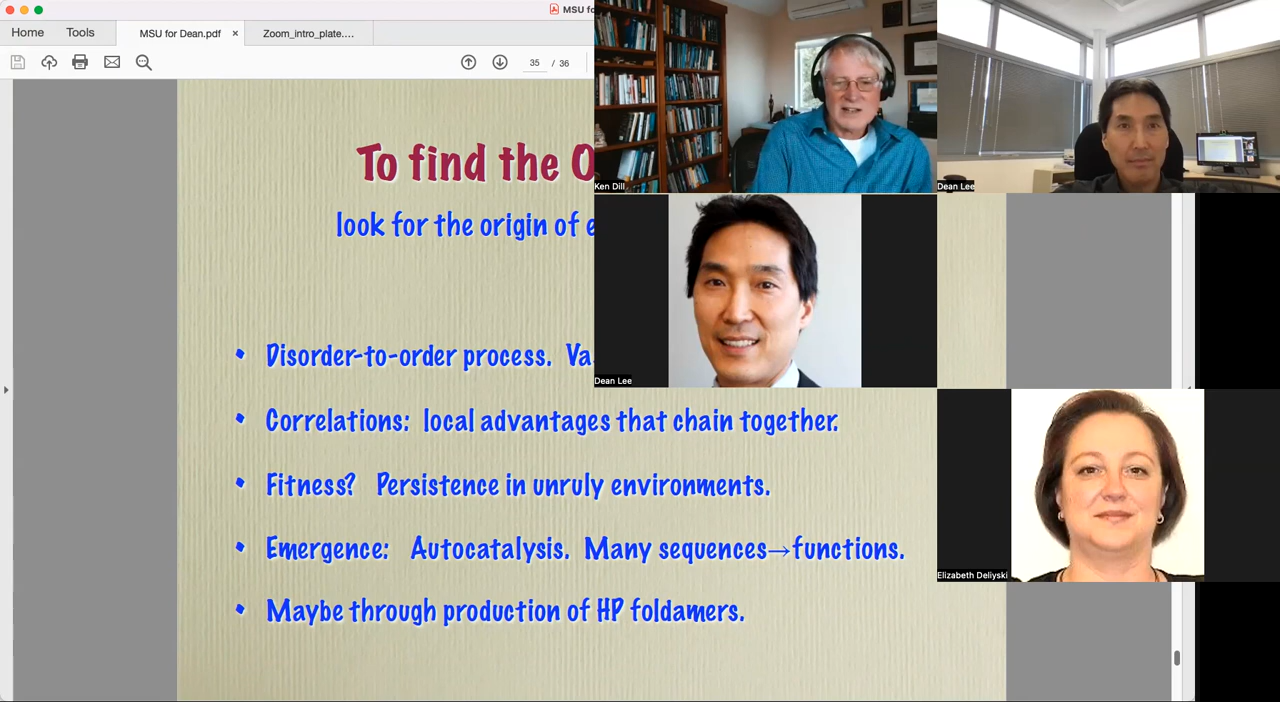 MSU fo
Home Tools MSU for Dean.pdf × Zoom_intro_plate....
35 / 36
To find the O
look for the origin of e
• Disorder-to-order process. Va
• Correlations: local advantages that chain together.
• Fitness? Persistence in unruly environments.
• Emergence: Autocatalysis. Many sequences→functions.
• Maybe through production of HP foldamers.
Ken Dill
Dean Lee
Dean Lee
Elizabeth Deliyski